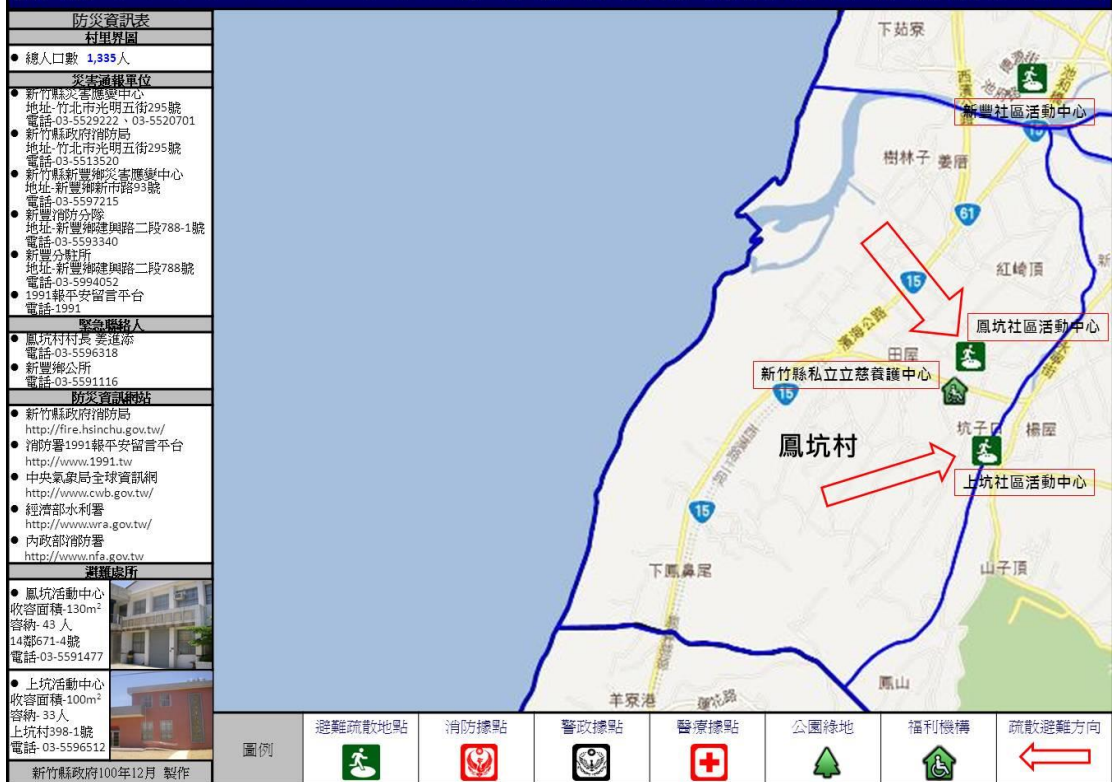 防災資訊表
村里界圖
● 總人口數 1,335人
災害通報單位
● 新竹縣災害應變中心
地址-竹北市光明五街295號
電話-03-5529222、03-5520701
● 新竹縣政府消防局
地址-竹北市光明五街295號
電話-03-5513520
● 新竹縣新豐鄉災害應變中心
地址-新豐鄉新市路93號
電話-03-5597215
● 新豐消防分隊
地址-新豐鄉建興路二段788-1號
電話-03-5593340
● 新豐分駐所
地址-新豐鄉建興路二段788號
電話-03-5994052
● 1991報平安留言平台
電話-1991
緊急聯絡人
● 鳳坑村村長 姜進添
電話-03-5596318
● 新豐鄉公所
電話-03-5591116
防災資訊網站
● 新竹縣政府消防局
http://fire.hsinchu.gov.tw/
● 消防署1991報平安留言平台
http://www.1991.tw
● 中央氣象局全球資訊網
http://www.cwb.gov.tw/
● 經濟部水利署
http://www.wra.gov.tw/
● 內政部消防署
http://www.nfa.gov.tw
避難處所
● 鳳坑活動中心
收容面積-130m²
容納- 43 人
14鄰671-4號
電話-03-5591477
● 上坑活動中心
收容面積-100m²
容納- 33人
上坑村398-1號
電話- 03-5596512
新竹縣政府100年12月 製作
下茄寮
西濱公路
池府路
池和橋
新豐社區活動中心
15
樹林子
姜厝
61
15
紅崎頂
新
濱海公路
鳳坑社區活動中心
田屋
新竹縣私立立慈養護中心
15
坑子口
楊屋
鳳坑村
上坑社區活動中心
15
下鳳鼻尾
山子頂
鳳山
羊寮港
蓮花路
圖例
避難疏散地點
消防據點
警政據點
醫療據點
公園綠地
福利機構
疏散避難方向